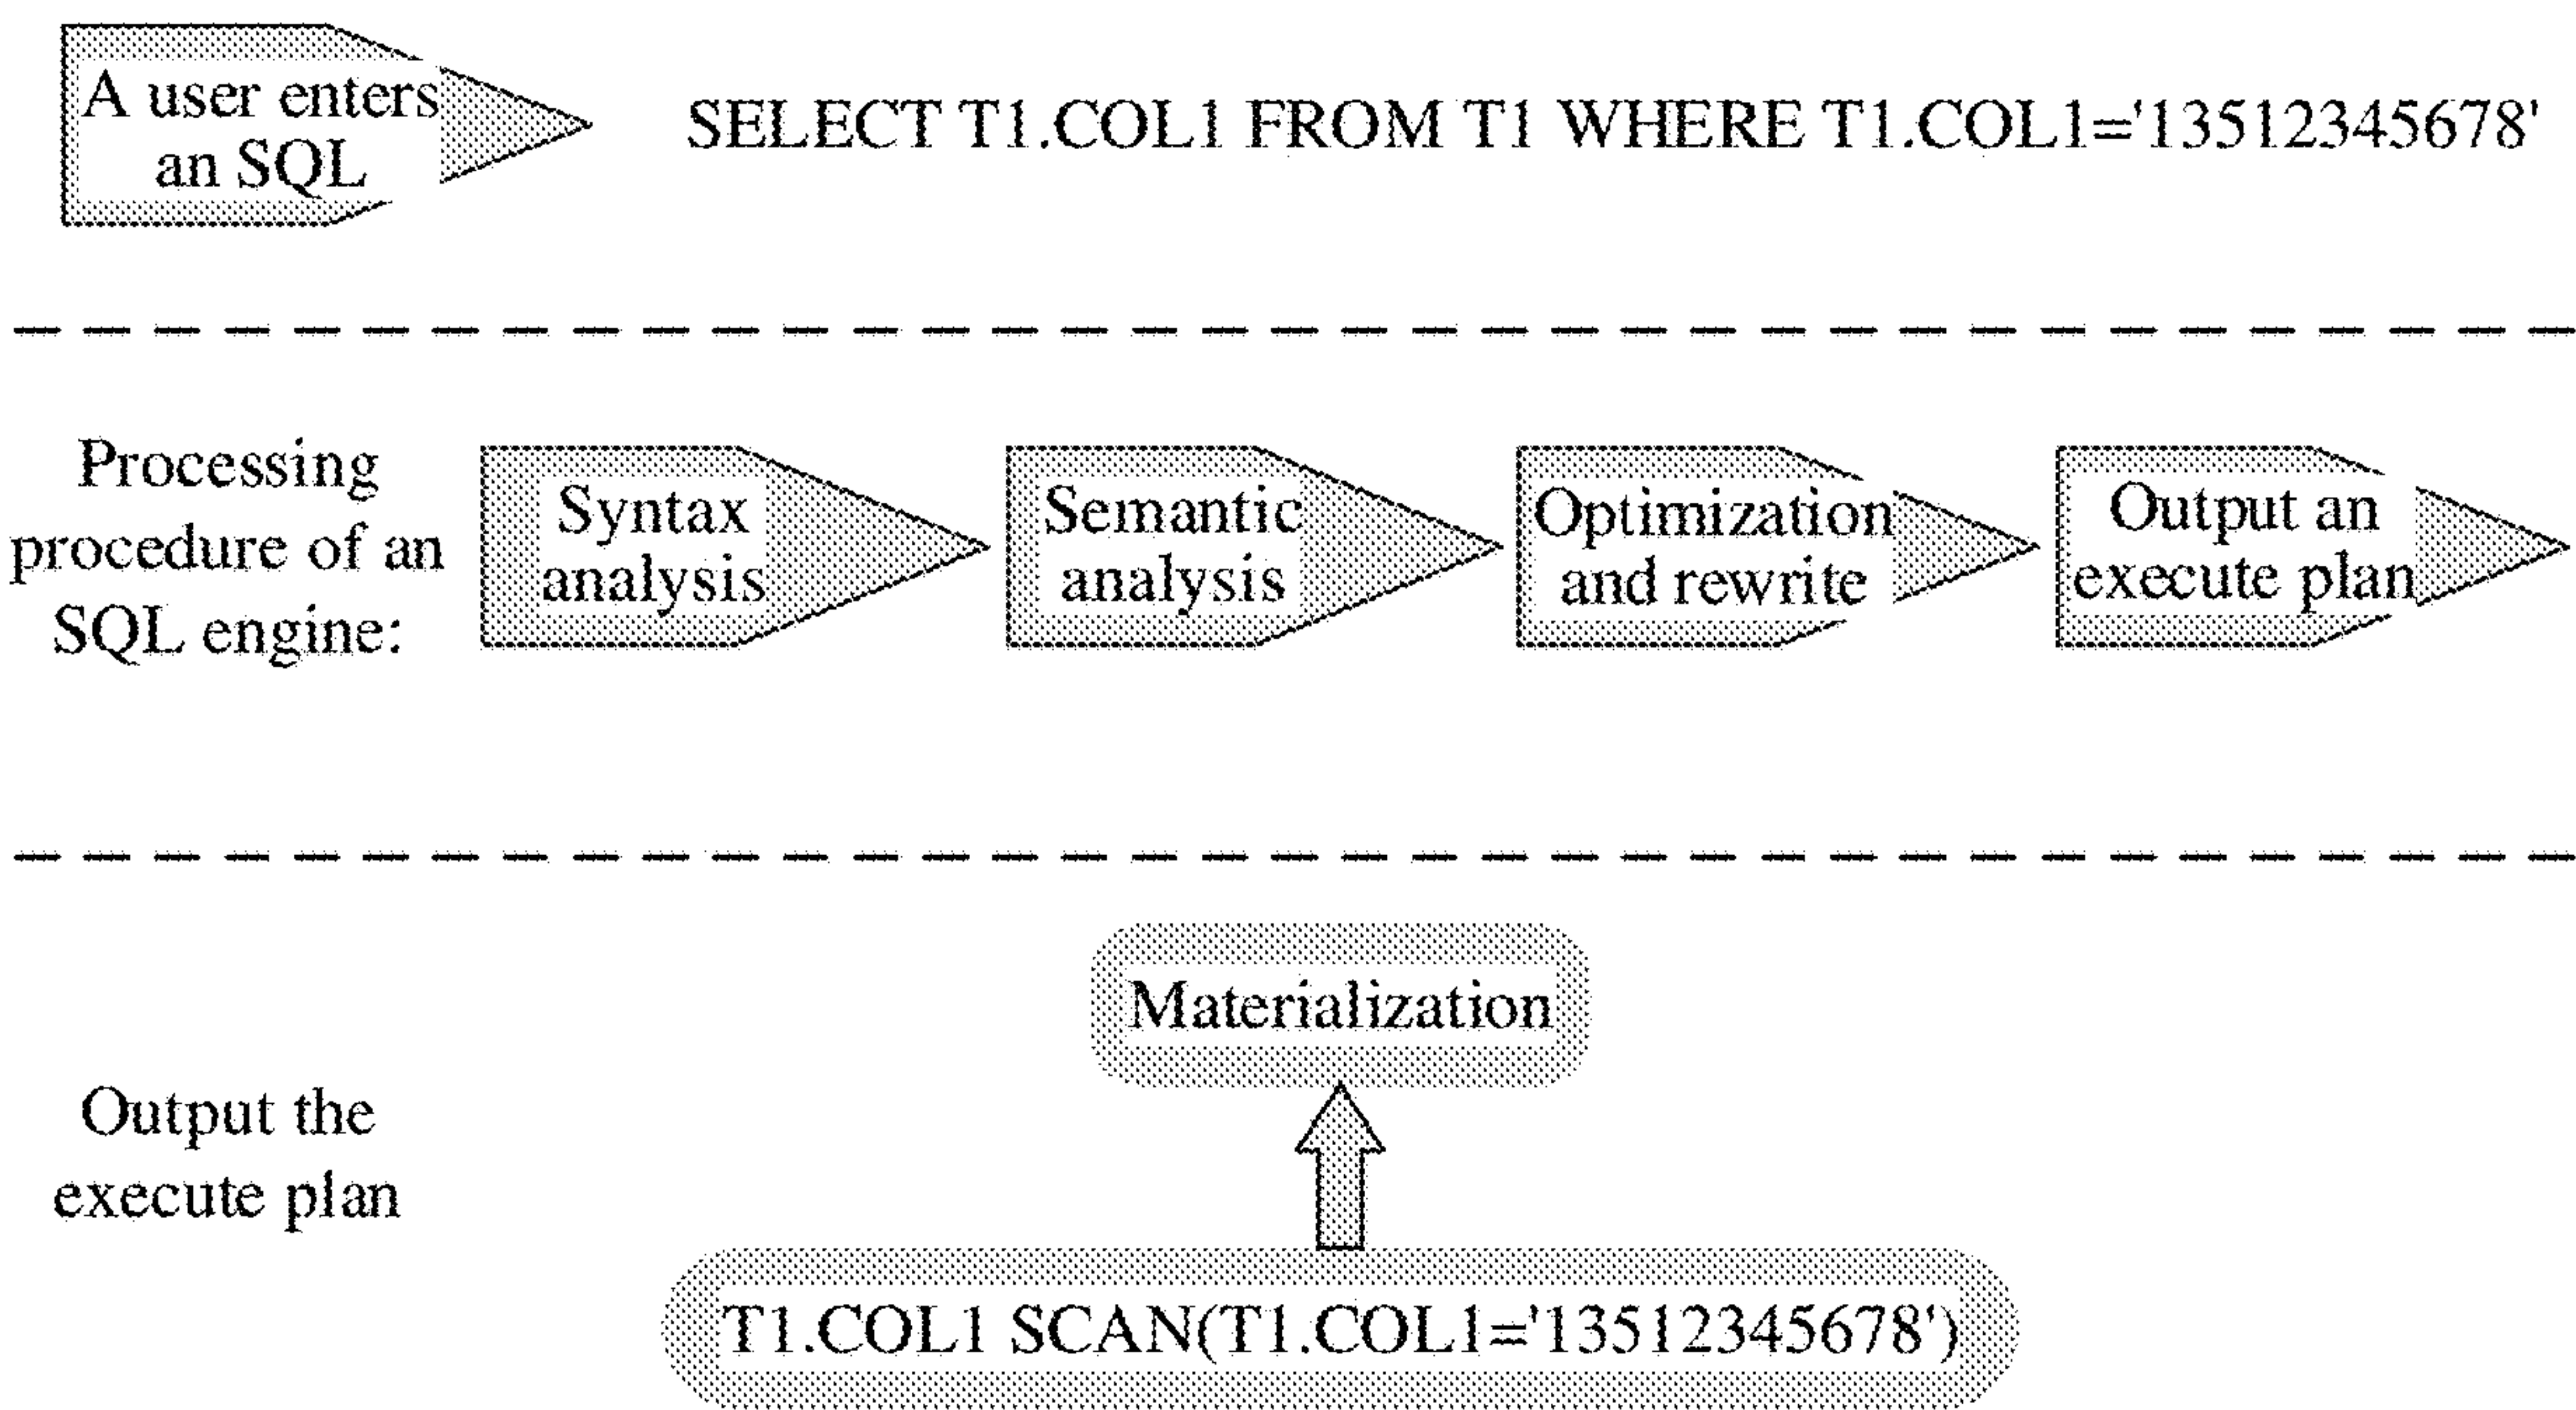 A user enters
an SQL
SELECT T1.COL1 FROM T1 WHERE T1.COL1='13512345678'
Processing
procedure of an
SQL engine:
Syntax
analysis
Semantic
analysis
Optimization
and rewrite
Output an
execute plan
Output the
execute plan
Materialization
T1.COL1 SCAN(T1.COL1='13512345678')